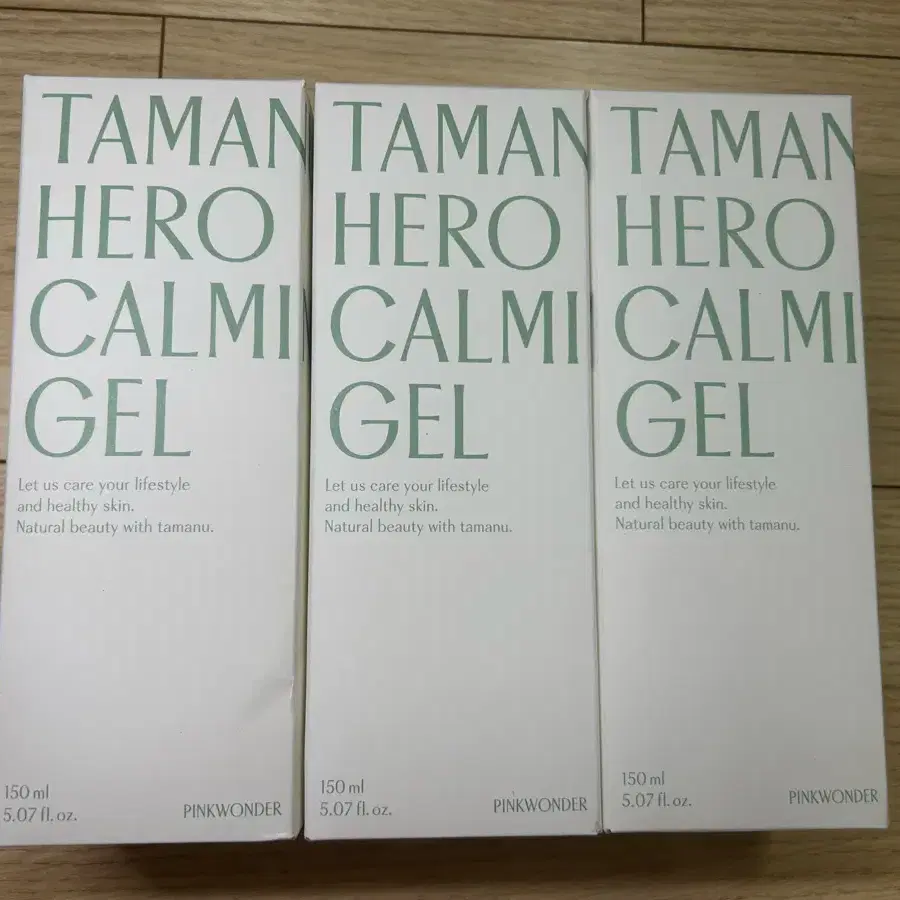 TAMAN
HERO
CALMI
GEL
Let us care your lifestyle
and healthy skin.
Natural beauty with tamanu.
150 ml
5.07 fl. oz.
PINKWONDER
TAMAN
HERO
CALMI
GEL
Let us care your lifestyle
and healthy skin.
Natural beauty with tamanu.
150 ml
5.07 fl. oz.
PINKWONDER
TAMAN
HERO
CALMI
GEL
Let us care your lifestyle
and healthy skin.
Natural beauty with tamanu.
150 ml
5.07 fl. oz.
PINKWONDER